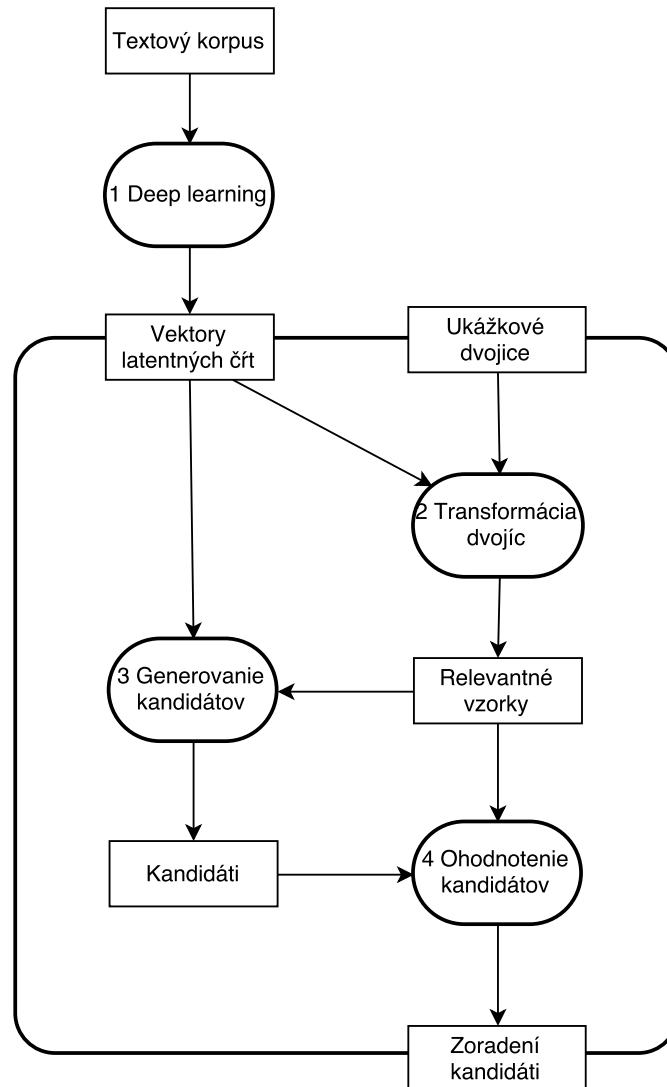 Textový korpus
1 Deep learning
Vektory
latentných čŕt
Ukážkové
dvojice
2 Transformácia
dvojíc
3 Generovanie
kandidátov
Relevantné
vzorky
Kandidáti
4 Ohodnotenie
kandidátov
Zoradení
kandidáti